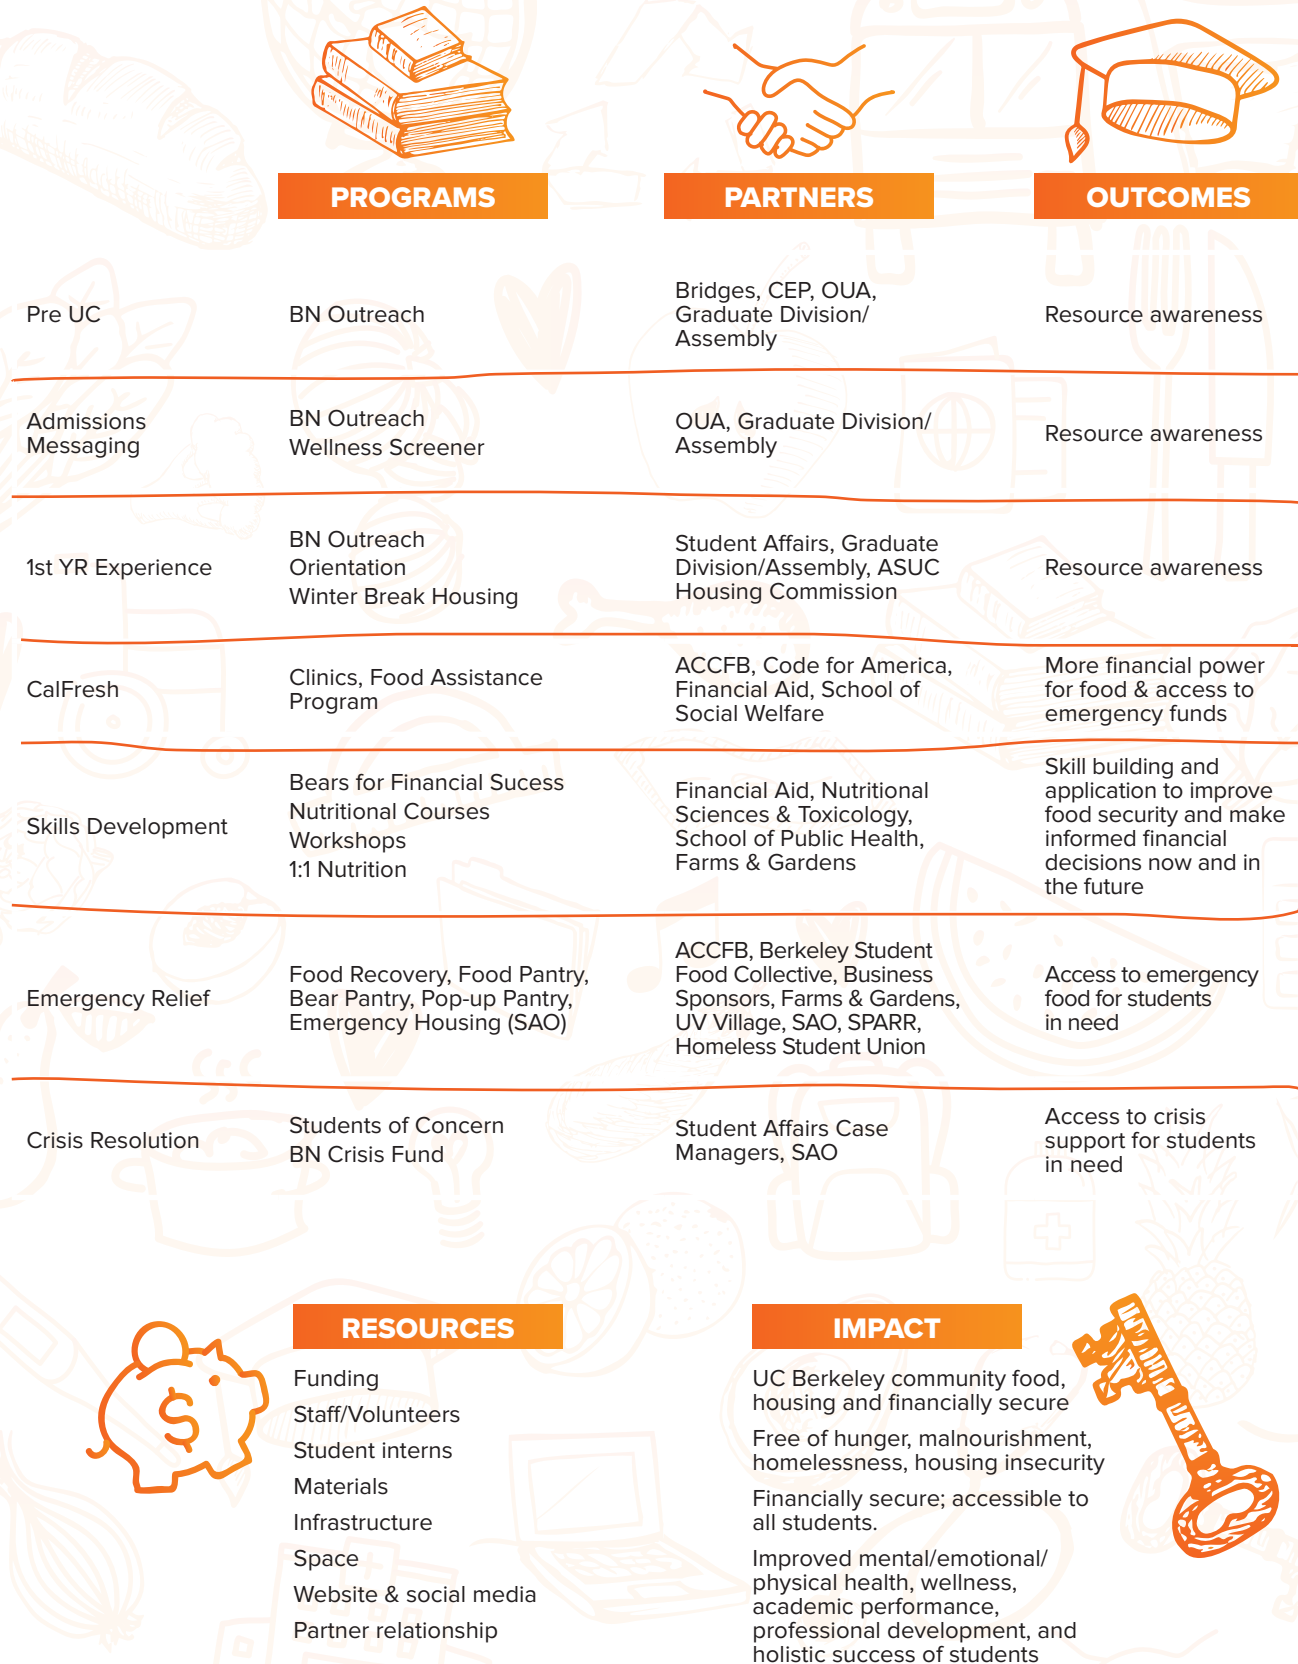 PROGRAMS
PARTNERS
OUTCOMES
Pre UC
BN Outreach
Bridges, CEP, OUA,
Graduate Division/
Assembly
Resource awareness
Admissions
Messaging
BN Outreach
Wellness Screener
OUA, Graduate Division/
Assembly
Resource awareness
1st YR Experience
BN Outreach
Orientation
Winter Break Housing
Student Affairs, Graduate
Division/Assembly, ASUC
Housing Commission
Resource awareness
CalFresh
Clinics, Food Assistance
Program
ACCFB, Code for America,
Financial Aid, School of
Social Welfare
More financial power
for food & access to
emergency funds
Skills Development
Bears for Financial Sucess
Nutritional Courses
Workshops
1:1 Nutrition
Financial Aid, Nutritional
Sciences & Toxicology,
School of Public Health,
Farms & Gardens
Skill building and
application to improve
food security and make
informed financial
decisions now and in
the future
Emergency Relief
Food Recovery, Food Pantry,
Bear Pantry, Pop-up Pantry,
Emergency Housing (SAO)
ACCFB, Berkeley Student
Food Collective, Business
Sponsors, Farms & Gardens,
UV Village, SAO, SPARR,
Homeless Student Union
Access to emergency
food for students
in need
Crisis Resolution
Students of Concern
BN Crisis Fund
Student Affairs Case
Managers, SAO
Access to crisis
support for students
in need
$
RESOURCES
Funding
Staff/Volunteers
Student interns
Materials
Infrastructure
Space
Website & social media
Partner relationship
IMPACT
UC Berkeley community food,
housing and financially secure
Free of hunger, malnourishment,
homelessness, housing insecurity
Financially secure; accessible to
all students.
Improved mental/emotional/
physical health, wellness,
academic performance,
professional development, and
holistic success of students